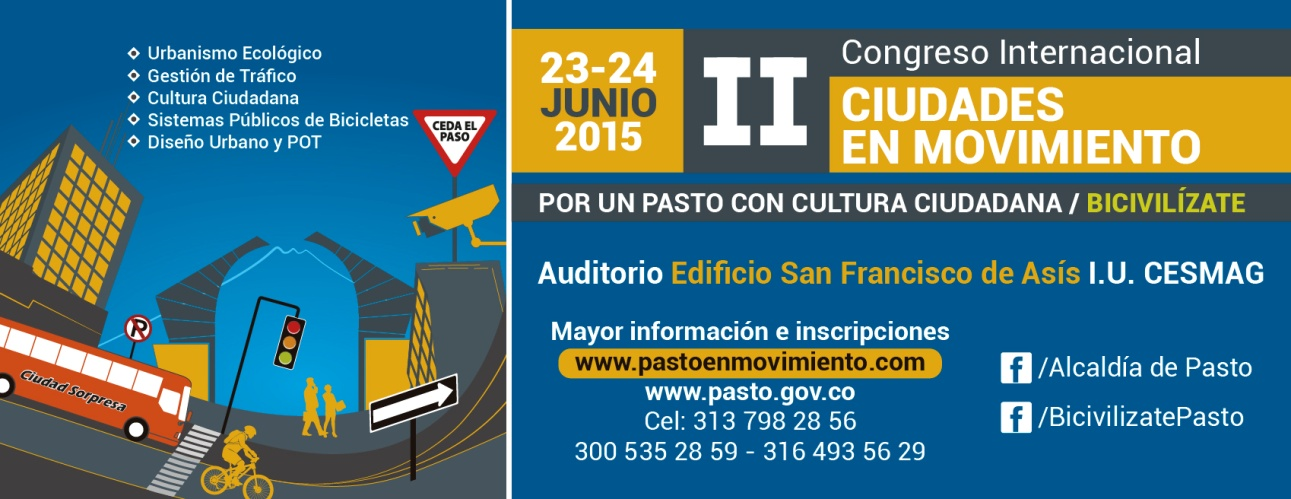 Urbanismo Ecológico
Gestión de Tráfico
Cultura Ciudadana
Sistemas Públicos de Bicicletas
Diseño Urbano y POT
CEDA EL
PASO
P
Ciudad Sorpresa
23-24
JUNIO
2015
II
Congreso Internacional
CIUDADES
EN MOVIMIENTO
POR UN PASTO CON CULTURA CIUDADANA / BICIVILÍZATE
Auditorio Edificio San Francisco de Asís I.U. CESMAG
Mayor información e inscripciones
www.pastoenmovimiento.com
www.pasto.gov.co
Cel: 313 798 28 56
300 535 28 59 - 316 493 56 29
f /Alcaldía de Pasto
f /BicivilizatePasto